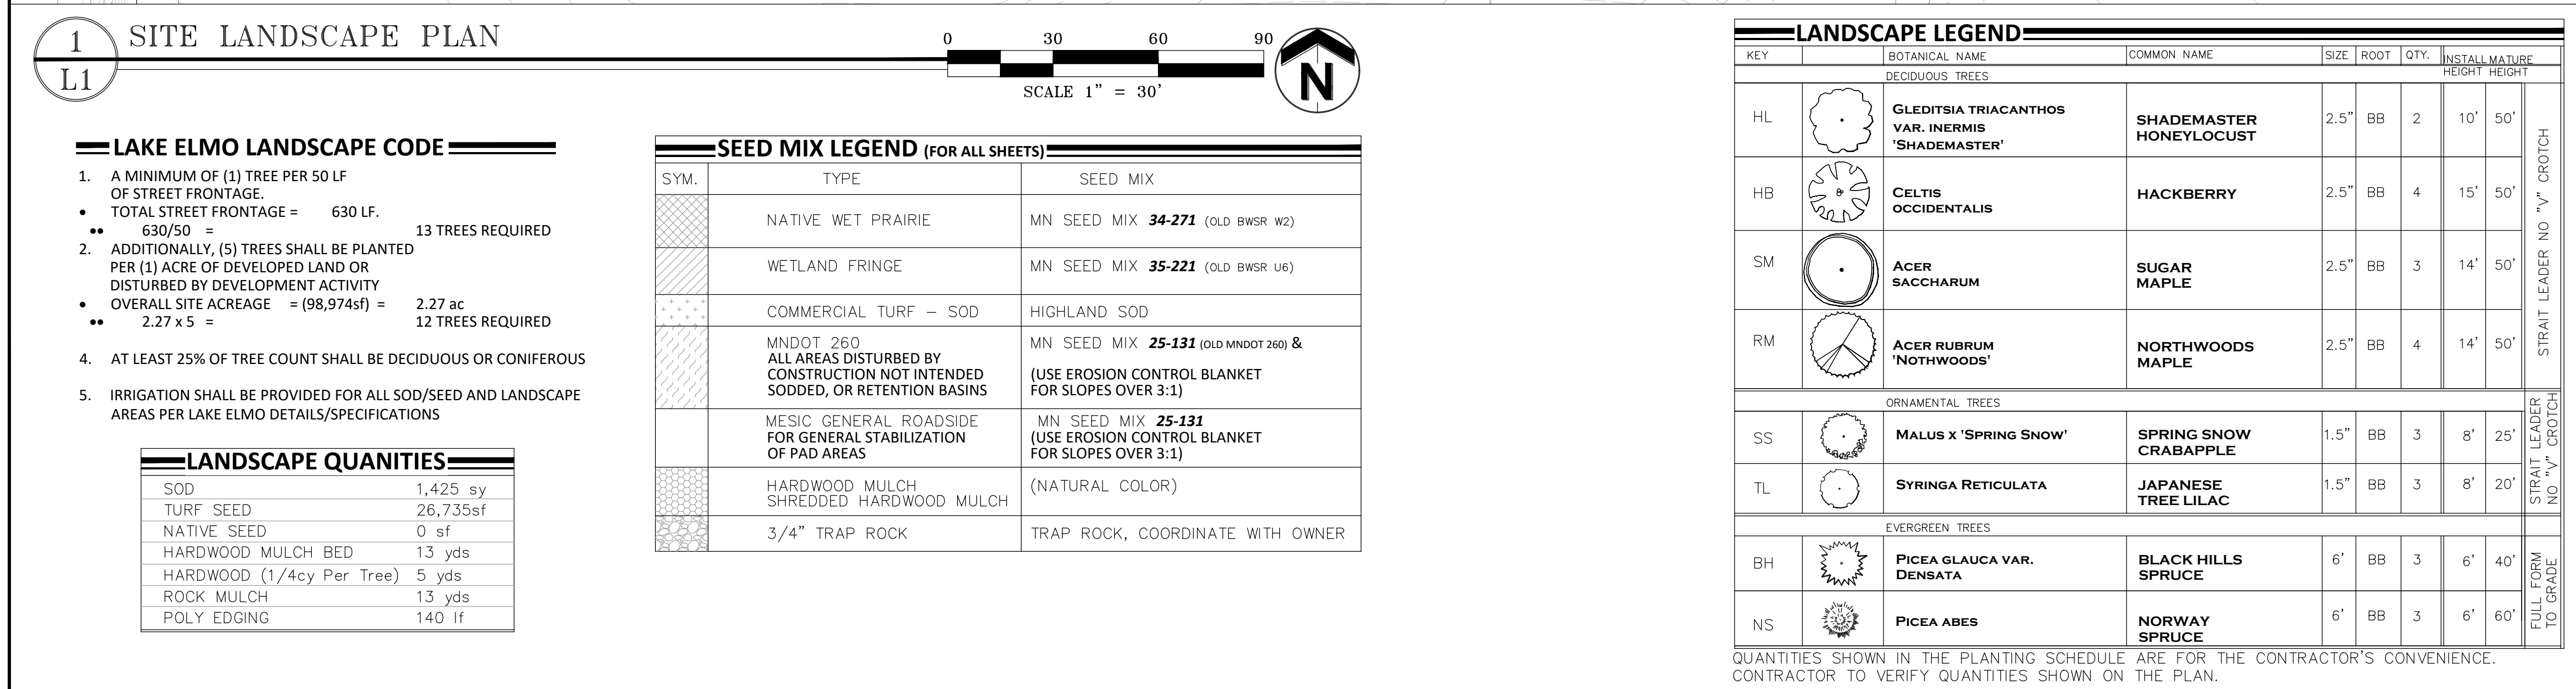 1
L1
SITE LANDSCAPE PLAN
0 30 60 90
SCALE 1" = 30'
N
LAKE ELMO LANDSCAPE CODE
1. A MINIMUM OF (1) TREE PER 50 LF
OF STREET FRONTAGE.
• TOTAL STREET FRONTAGE = 630 LF.
•• 630/50 = 13 TREES REQUIRED
2. ADDITIONALLY, (5) TREES SHALL BE PLANTED
PER (1) ACRE OF DEVELOPED LAND OR
DISTURBED BY DEVELOPMENT ACTIVITY
• OVERALL SITE ACREAGE = (98,974sf) = 2.27 ac
•• 2.27 x 5 = 12 TREES REQUIRED
4. AT LEAST 25% OF TREE COUNT SHALL BE DECIDUOUS OR CONIFEROUS
5. IRRIGATION SHALL BE PROVIDED FOR ALL SOD/SEED AND LANDSCAPE
AREAS PER LAKE ELMO DETAILS/SPECIFICATIONS
LANDSCAPE QUANITIES
SOD 1,425 sy
TURF SEED 26,735sf
NATIVE SEED 0 sf
HARDWOOD MULCH BED 13 yds
HARDWOOD (1/4cy Per Tree) 5 yds
ROCK MULCH 13 yds
POLY EDGING 140 lf
SEED MIX LEGEND (FOR ALL SHEETS)
SYM. TYPE SEED MIX
NATIVE WET PRAIRIE MN SEED MIX 34-271 (OLD BWSR W2)
WETLAND FRINGE MN SEED MIX 35-221 (OLD BWSR U6)
COMMERCIAL TURF – SOD HIGHLAND SOD
MNDOT 260 MN SEED MIX 25-131 (OLD MNDOT 260) &
ALL AREAS DISTURBED BY
CONSTRUCTION NOT INTENDED (USE EROSION CONTROL BLANKET
SODDED, OR RETENTION BASINS FOR SLOPES OVER 3:1)
MESIC GENERAL ROADSIDE MN SEED MIX 25-131
FOR GENERAL STABILIZATION (USE EROSION CONTROL BLANKET
OF PAD AREAS FOR SLOPES OVER 3:1)
HARDWOOD MULCH (NATURAL COLOR)
SHREDDED HARDWOOD MULCH
3/4" TRAP ROCK TRAP ROCK, COORDINATE WITH OWNER
LANDSCAPE LEGEND
KEY BOTANICAL NAME COMMON NAME SIZE ROOT QTY. INSTALL MATURE
HEIGHT HEIGHT
DECIDUOUS TREES
HL GLEDITSIA TRIACANTHOS SHADEMASTER 2.5" BB 2 10' 50'
VAR. INERMIS HONEYLOCUST
'SHADEMASTER'
HB CELTIS HACKBERRY 2.5" BB 4 15' 50'
OCCIDENTALIS
SM ACER SUGAR 2.5" BB 3 14' 50'
SACCHARUM MAPLE
RM ACER RUBRUM NORTHWOODS 2.5" BB 4 14' 50'
'NOTHWOODS' MAPLE
STRAIT LEADER NO "V" CROTCH
ORNAMENTAL TREES
SS MALUS X 'SPRING SNOW' SPRING SNOW 1.5" BB 3 8' 25'
CRABAPPLE
TL SYRINGA RETICULATA JAPANESE 1.5" BB 3 8' 20'
TREE LILAC
STRAIT LEADER
NO "V" CROTCH
EVERGREEN TREES
BH PICEA GLAUCA VAR. BLACK HILLS 6' BB 3 6' 40'
DENSATA SPRUCE
NS PICEA ABES NORWAY 6' BB 3 6' 60'
SPRUCE
FULL FORM
TO GRADE
QUANTITIES SHOWN IN THE PLANTING SCHEDULE ARE FOR THE CONTRACTOR'S CONVENIENCE.
CONTRACTOR TO VERIFY QUANTITIES SHOWN ON THE PLAN.